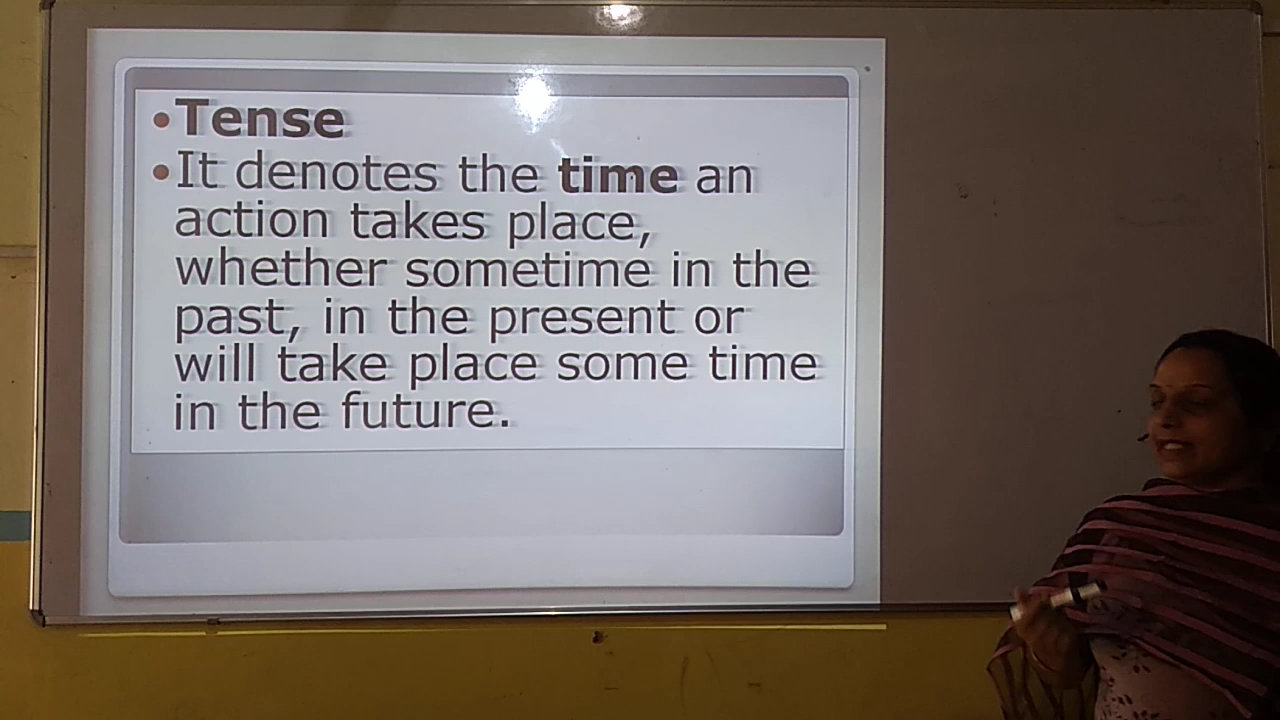 •Tense
•It denotes the time an
action takes place,
whether sometime in the
past, in the present or
will take place some time
in the future.